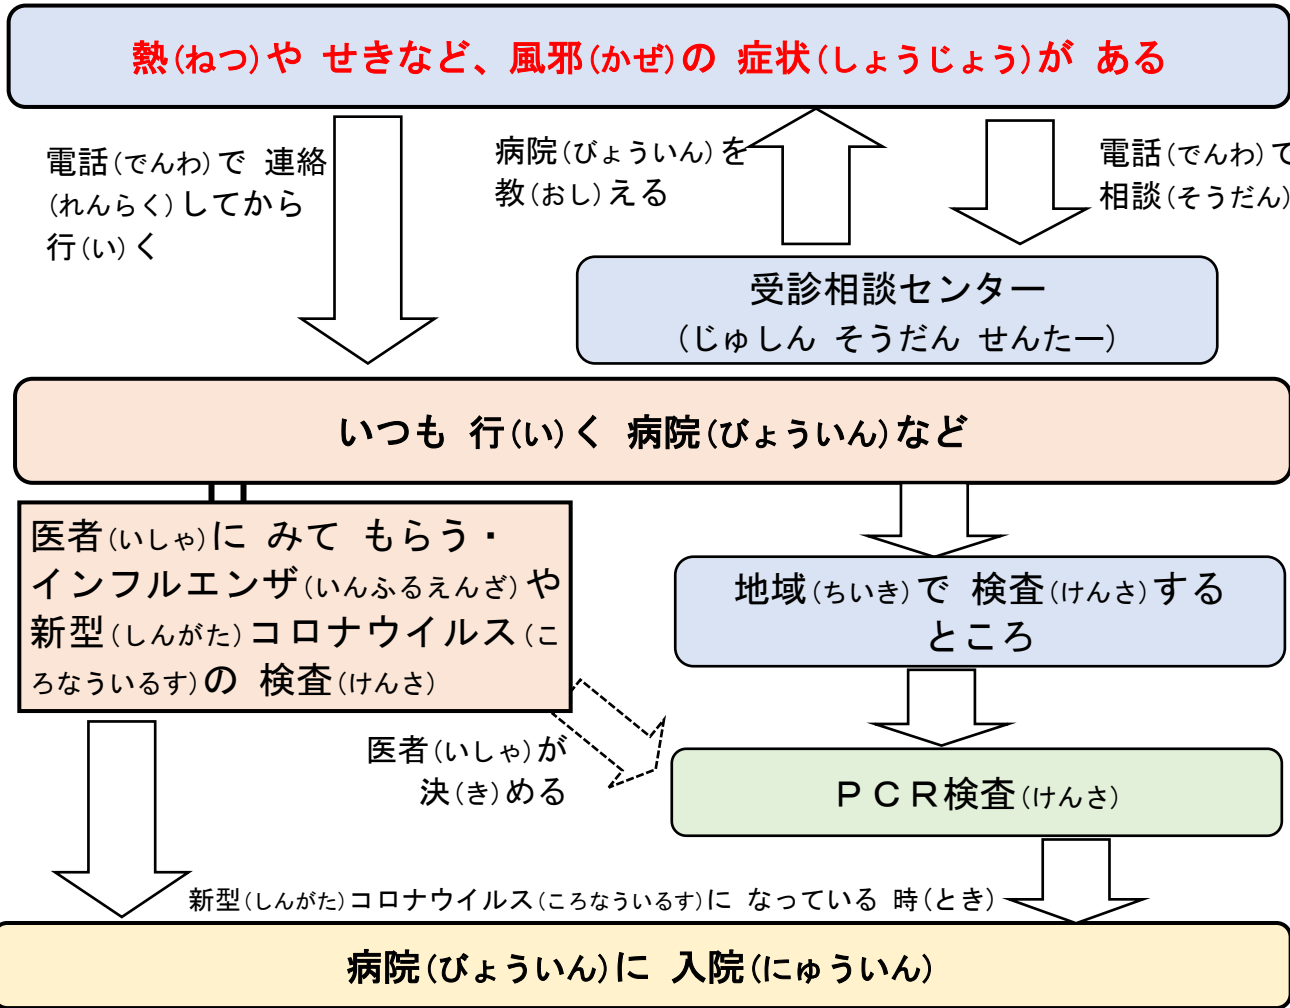 熱(ねつ)や せきなど、風邪(かぜ)の 症状(しょうじょう)が ある
電話(でんわ)で 連絡
(れんらく)してから
行(い)く
病院(びょういん)を
教(おし)える
電話(でんわ)で
相談(そうだん)
受診相談センター
(じゅしん そうだん せんたー)
いつも 行(い)く 病院(びょういん)など
医者(いしゃ)に みて もらう・
インフルエンザ(いんふるえんざ)や
新型(しんがた)コロナウイルス(こ
ろなういるす)の 検査(けんさ)
地域(ちいき)で 検査(けんさ)する
ところ
医者(いしゃ)が
決(き)める
ＰＣＲ検査(けんさ)
新型(しんがた)コロナウイルス(ころなういるす)に なっている 時(とき)
病院(びょういん)に 入院(にゅういん)